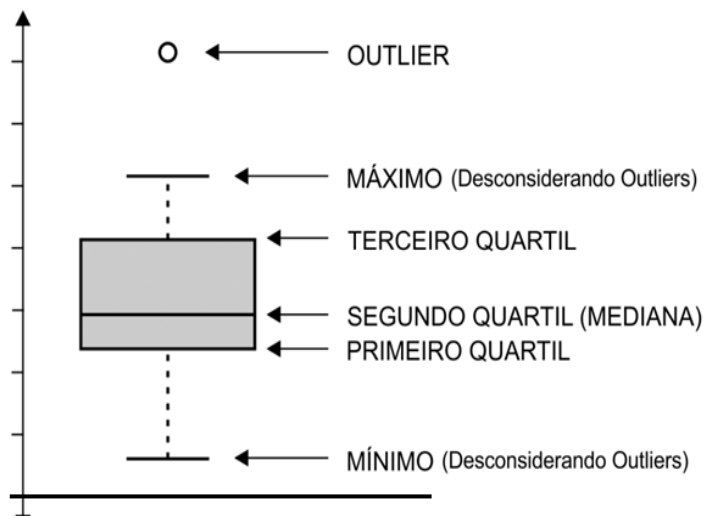 OUTLIER
MÁXIMO (Desconsiderando Outliers)
TERCEIRO QUARTIL
SEGUNDO QUARTIL (MEDIANA)
PRIMEIRO QUARTIL
MÍNIMO (Desconsiderando Outliers)